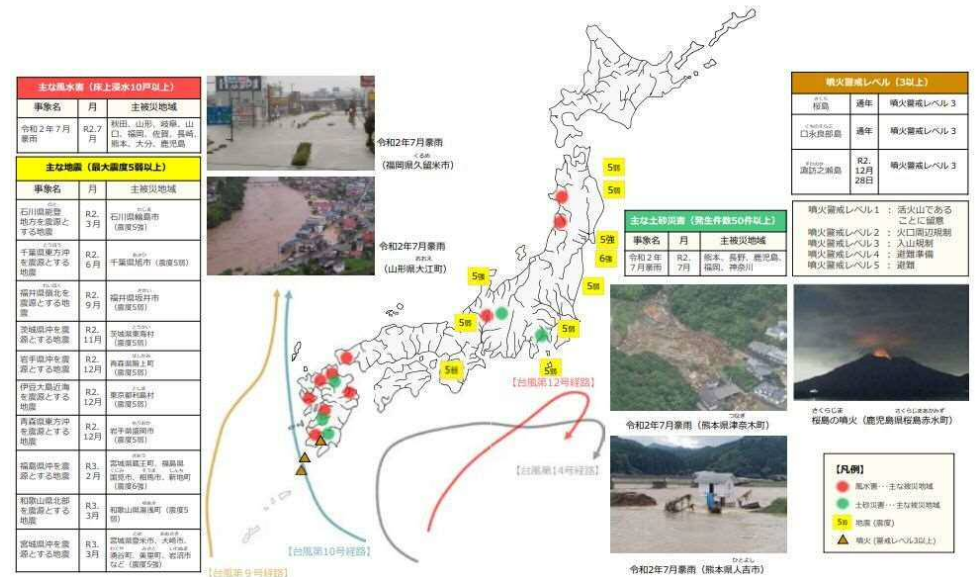 主な風水害（床上浸水10戸以上）
事象名
月
主被災地域
令和２年７月
豪雨
R2.7
月
秋田、山形、岐阜、山
口、福岡、佐賀、長崎、
熊本、大分、鹿児島
主な地震（最大震度5弱以上）
事象名
月
主被災地域
石川県能登
地方を震源と
する地震
R2.
3月
石川県輪島市
（震度5強）
千葉県東方沖
を震源とする地
震
R2.
6月
千葉県旭市（震度5弱）
福井県嶺北を
震源とする地
震
R2.
9月
福井県坂井市
（震度5弱）
茨城県沖を震
源とする地震
R2.
11月
茨城県東海村
（震度5弱）
岩手県沖を震
源とする地震
R2.
12月
青森県階上町
（震度5弱）
伊豆大島近海
を震源とする
地震
R2.
12月
東京都利島村
（震度5弱）
青森県東方沖
を震源とする
地震
R2.
12月
岩手県盛岡市
（震度5弱）
福島県沖を震
源とする地震
R3.
2月
宮城県蔵王町、福島県
国見市、相馬市、新地町
（震度6強）
和歌山県北部
を震源とする
地震
R3.
3月
和歌山県湯浅町（震度5
弱）
宮城県沖を震
源とする地震
R3.
3月
宮城県登米市、大崎市、
涌谷町、美里町、岩沼市
など（震度5強）
令和2年7月豪雨
くるめ
（福岡県久留米市）
令和2年7月豪雨
おおえ
（山形県大江町）
5弱
5弱
5強
6強
5弱
5強
5弱
5弱
5弱
5弱
【台風第12号経路】
【台風第14号経路】
【台風第10号経路】
【台風第９号経路】
主な土砂災害（発生件数50件以上）
事象名
月
主被災地域
令和２年
７月豪雨
R2.
7月
熊本、長野、鹿児島、
福岡、神奈川
つなぎ
令和2年7月豪雨（熊本県津奈木町）
ひとよし
令和2年7月豪雨（熊本県人吉市）
噴火警戒レベル（3以上）
桜島
通年
噴火警戒レベル 3
口永良部島
通年
噴火警戒レベル 3
諏訪之瀬島
R2.
12月
28日
噴火警戒レベル 3
噴火警戒レベル１ ： 活火山である
ことに留意
噴火警戒レベル２ ： 火口周辺規制
噴火警戒レベル３ ： 入山規制
噴火警戒レベル４ ： 避難準備
噴火警戒レベル５ ： 避難
さくらじま
さくらじまあかみず
桜島の噴火（鹿児島県桜島赤水町）
【凡例】
風水害・・・主な被災地域
土砂災害・・・主な被災地域
5弱
地震（震度）
噴火（警戒レベル3以上）